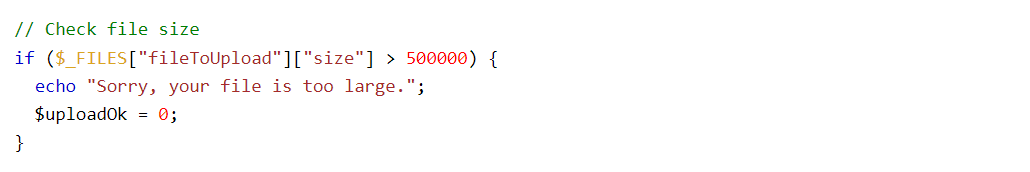 // Check file size
if ($_FILES["fileToUpload"]["size"] > 500000) {
  echo "Sorry, your file is too large.";
  $uploadOk = 0;
}